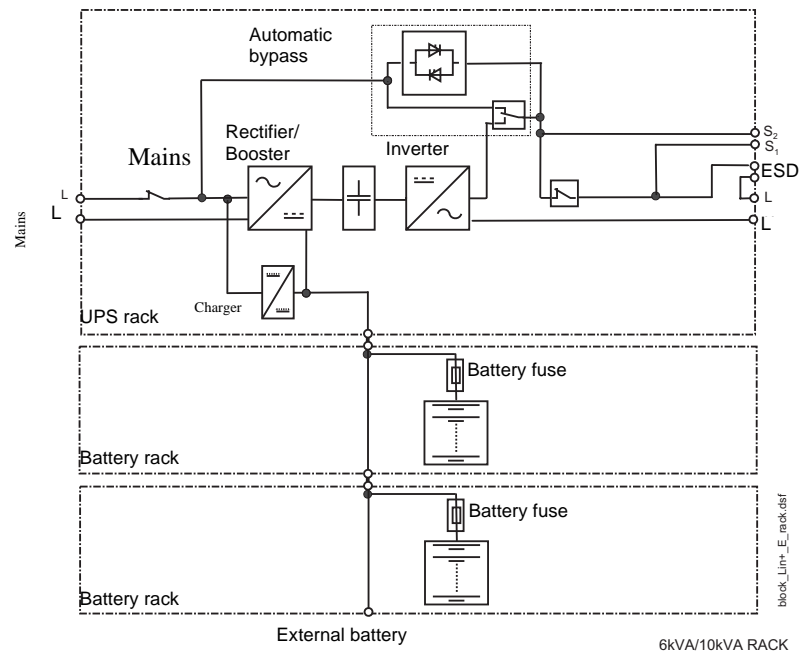 Automatic
bypass
Rectifier/
Booster
Inverter
Mains
S2
S1
ESD
L
L
L
L
Mains
Charger
UPS rack
Battery fuse
Battery rack
Battery fuse
Battery rack
block_Lin+_E_rack.dsf
External battery
6kVA/10kVA RACK